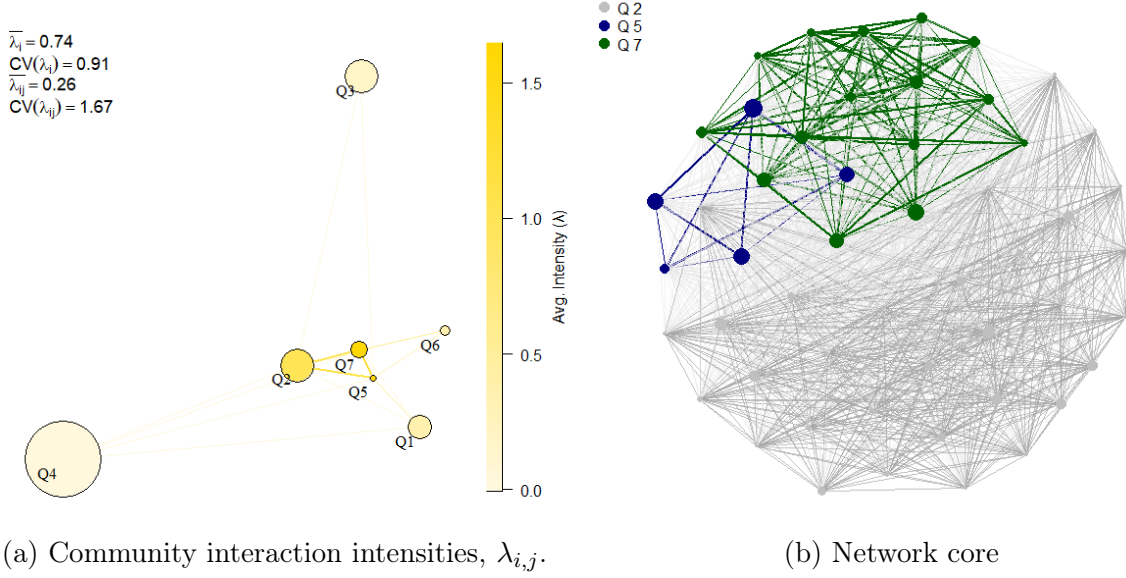 λ̅i̅ = 0.74
CV(λi) = 0.91
λ̅i̅j̅ = 0.26
CV(λij) = 1.67
Q3
Q6
Q7
Q2
Q5
Q1
Q4
1.5
1.0
0.5
0.0
Avg. Intensity (λ)
Q 2
Q 5
Q 7
(a) Community interaction intensities, λi,j.
(b) Network core